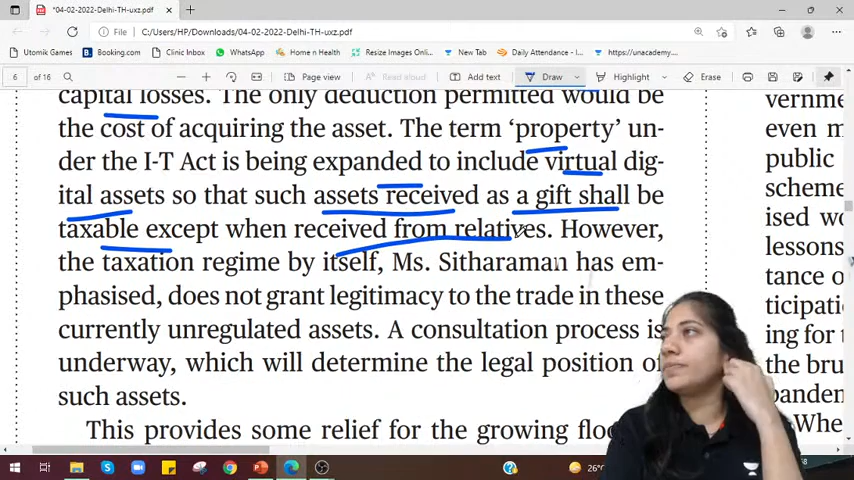 *04-02-2022-Delhi-TH-uxz.pdf
File
C:/Users/HP/Downloads/04-02-2022-Delhi-TH-uxz.pdf
Utomik Games
Booking.com
Clinic Inbox
WhatsApp
Home n Health
Resize Images Onl...
New Tab
Daily Attendance - I...
https://unacademy....
6 of 16
Page view
Read aloud
Add text
Draw
Highlight
Erase
capital losses. The only deduction permitted would be
the cost of acquiring the asset. The term ‘property’ un-
der the I-T Act is being expanded to include virtual dig-
ital assets so that such assets received as a gift shall be
taxable except when received from relatives. However,
the taxation regime by itself, Ms. Sitharaman has em-
phasised, does not grant legitimacy to the trade in these
currently unregulated assets. A consultation process is
underway, which will determine the legal position of
such assets.
This provides some relief for the growing
vernme
even m
public
scheme
ised wo
lessons
tance o
ticipati
ing for
the bru
panden
Whe
26°